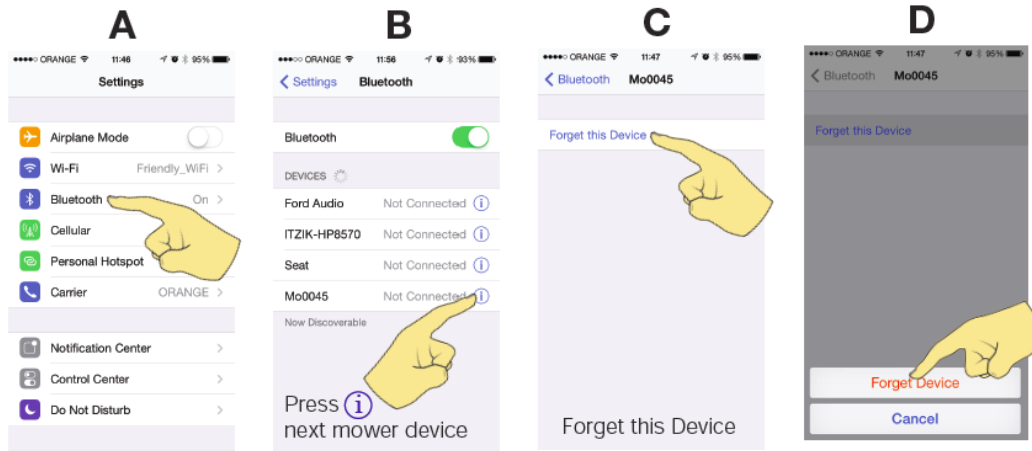 A
ORANGE 11:46 95%
Settings
Airplane Mode
Wi-Fi Friendly_WiFi
Bluetooth On
Cellular
Personal Hotspot
Carrier ORANGE
Notification Center
Control Center
Do Not Disturb
B
ORANGE 11:56 93%
Settings Bluetooth
Bluetooth
DEVICES
Ford Audio Not Connected i
ITZIK-HP8570 Not Connected i
Seat Not Connected i
Mo0045 Not Connected i
Now Discoverable
Press i
next mower device
C
ORANGE 11:47 95%
Bluetooth Mo0045
Forget this Device
Forget this Device
D
ORANGE 11:47 95%
Bluetooth Mo0045
Forget this Device
Forget Device
Cancel